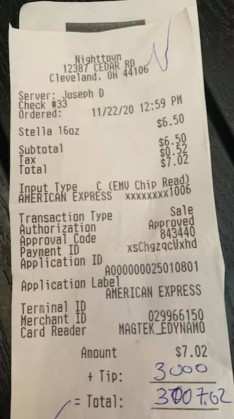 Nighttown
12387 CEDAR RD
Cleveland, OH 44106
Server: Joseph D
Check #33
Ordered: 11/22/20 12:59 PM
Stella 16oz $6.50
Subtotal $6.50
Tax $0.52
Total $7.02
Input Type C (EMV Chip Read)
AMERICAN EXPRESS xxxxxxxx1006
Transaction Type Sale
Authorization Approved
Approval Code 843440
Payment ID xsChgzqcUxhd
Application ID
A000000025010801
Application Label
AMERICAN EXPRESS
Terminal ID
Merchant ID 029966150
Card Reader MAGTEK_EDYNAMO
Amount $7.02
+ Tip: 3000
= Total: 300702